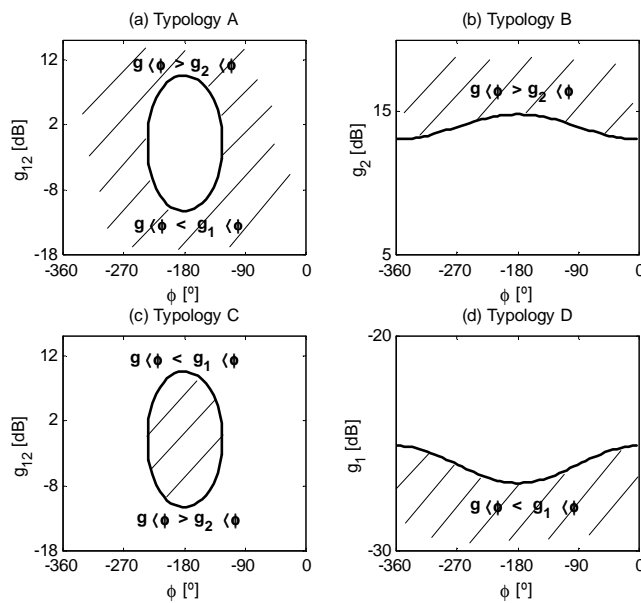 (a) Typology A
g⟨ϕ > g₂⟨ϕ
g⟨ϕ < g₁⟨ϕ
g₁₂ [dB]
12
2
-8
-18
-360
-270
-180
-90
0
ϕ [º]
(b) Typology B
g⟨ϕ > g₂⟨ϕ
g₂ [dB]
15
5
-360
-270
-180
-90
0
ϕ [º]
(c) Typology C
g⟨ϕ < g₁⟨ϕ
g⟨ϕ > g₂⟨ϕ
g₁₂ [dB]
12
2
-8
-18
-360
-270
-180
-90
0
ϕ [º]
(d) Typology D
g⟨ϕ < g₁⟨ϕ
g₁ [dB]
-20
-30
-360
-270
-180
-90
0
ϕ [º]